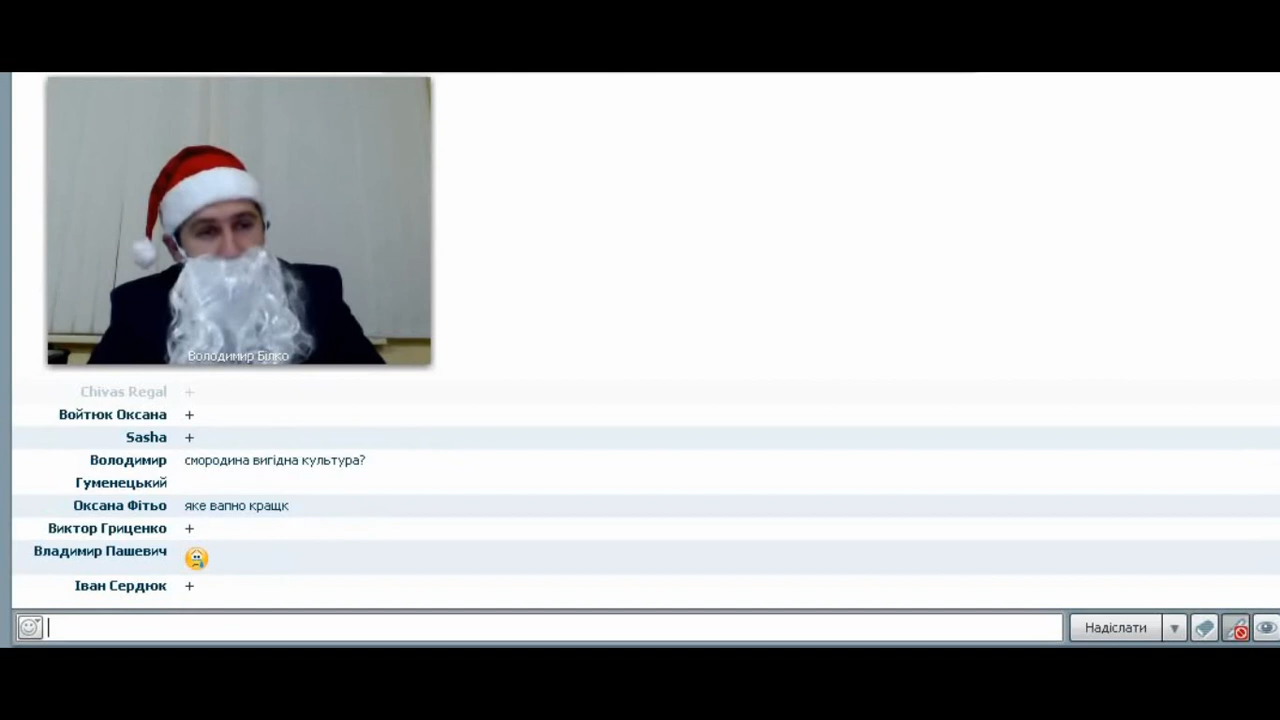 Володимир Білко
Chivas Regal +
Войтюк Оксана +
Sasha +
Володимир смородина вигідна культура?
Гуменецький
Оксана Фітьо яке вапно кращк
Виктор Гриценко +
Владимир Пашевич
Іван Сердюк +
Надіслати